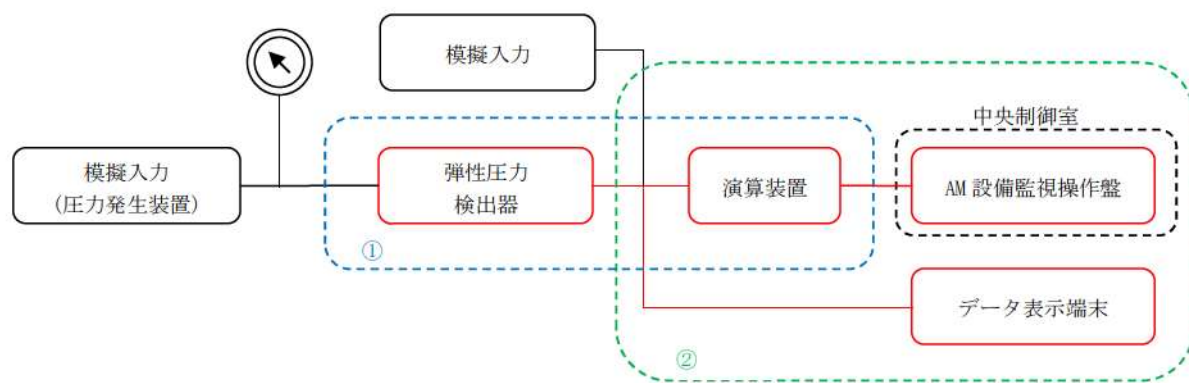 模擬入力
中央制御室
模擬入力
(圧力発生装置)
弾性圧力
検出器
演算装置
AM 設備監視操作盤
①
データ表示端末
②